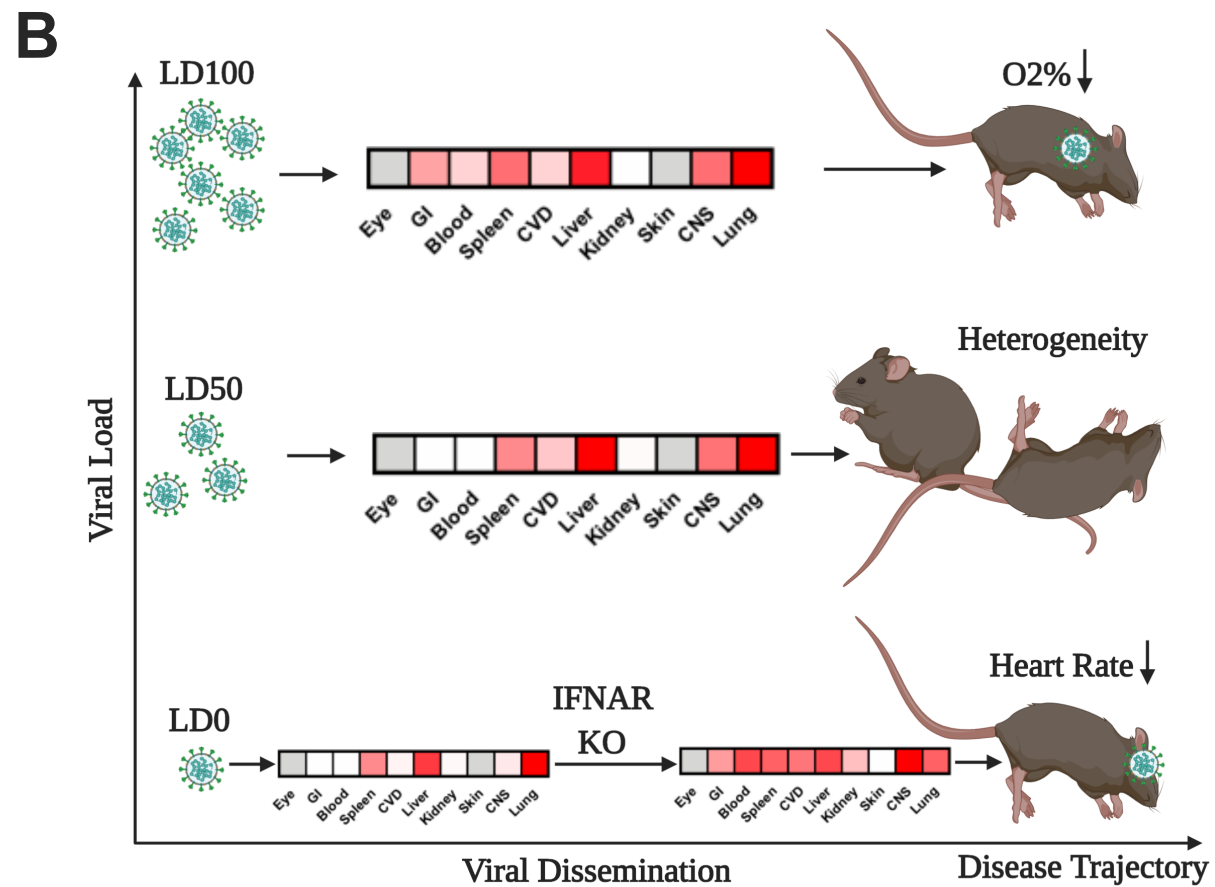 B
LD100
O2%
Eye
GI
Blood
Spleen
CVD
Liver
Kidney
Skin
CNS
Lung
Heterogeneity
LD50
Eye
GI
Blood
Spleen
CVD
Liver
Kidney
Skin
CNS
Lung
Viral Load
Heart Rate
LD0
IFNAR
KO
Eye
GI
Blood
Spleen
CVD
Liver
Kidney
Skin
CNS
Lung
Eye
GI
Blood
Spleen
CVD
Liver
Kidney
Skin
CNS
Lung
Viral Dissemination
Disease Trajectory